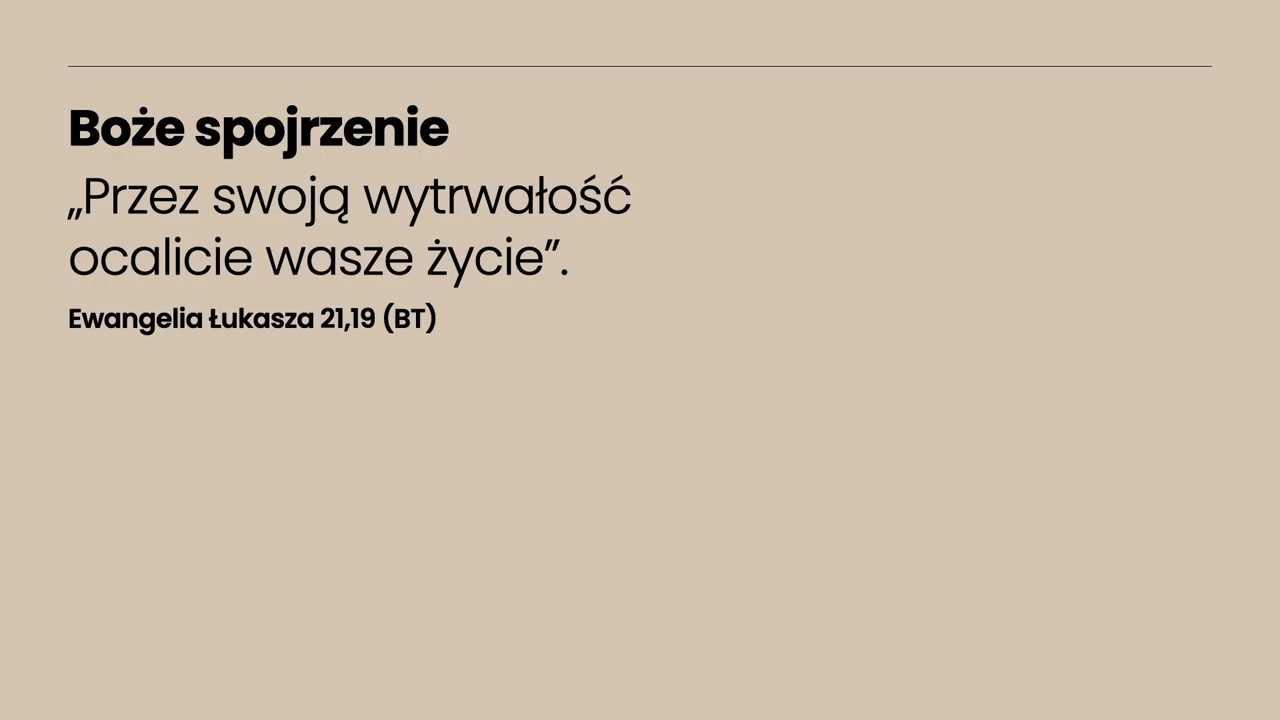 Boże spojrzenie
„Przez swoją wytrwałość
ocalicie wasze życie”.
Ewangelia Łukasza 21,19 (BT)